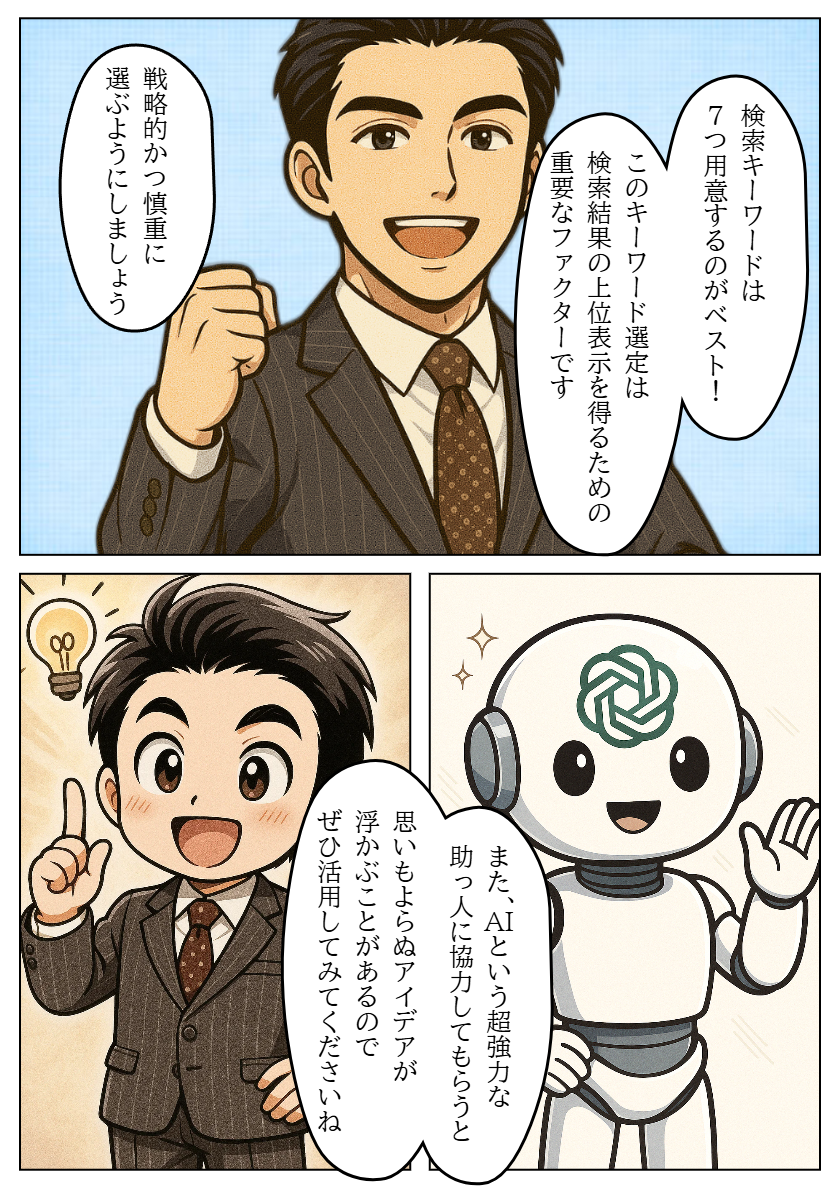 検索キーワードは
7つ用意するのがベスト！
このキーワード選定は
検索結果の上位表示を得るための
重要なファクターです
戦略的かつ慎重に
選ぶようにしましょう
また、AIという超強力な
助っ人に協力してもらうと
思いもよらぬアイデアが
浮かぶことがあるので
ぜひ活用してみてくださいね